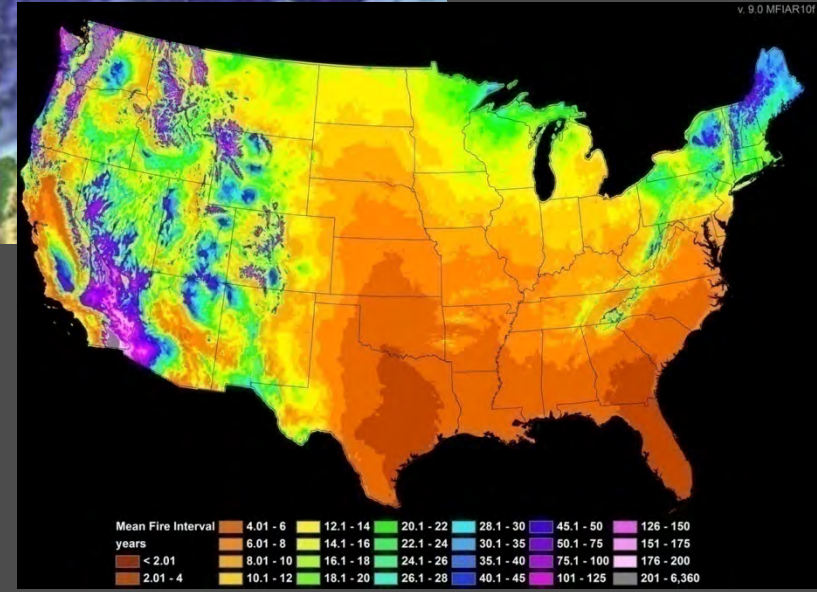 v. 9.0 MFIAR10f
Mean Fire Interval
years
< 2.01
2.01 - 4
4.01 - 6
6.01 - 8
8.01 - 10
10.1 - 12
12.1 - 14
14.1 - 16
16.1 - 18
18.1 - 20
20.1 - 22
22.1 - 24
24.1 - 26
26.1 - 28
28.1 - 30
30.1 - 35
35.1 - 40
40.1 - 45
45.1 - 50
50.1 - 75
75.1 - 100
101 - 125
126 - 150
151 - 175
176 - 200
201 - 6,360